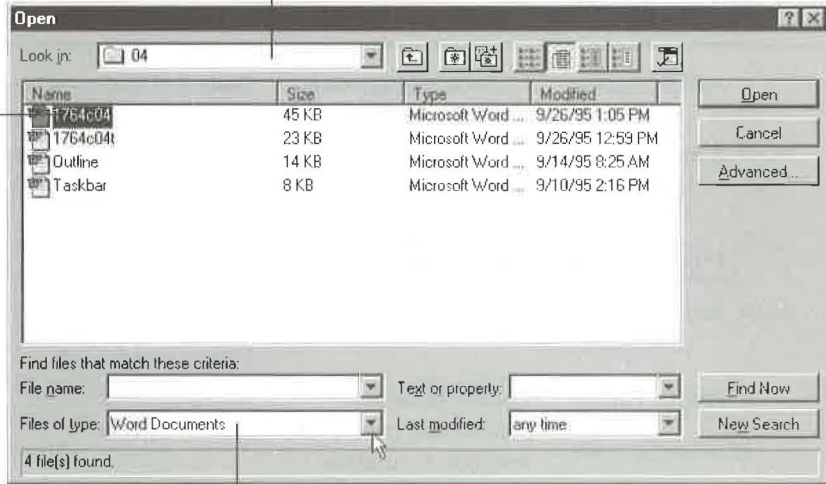 Open
Look in: 04
Name Size Type Modified
1764c04 45 KB Microsoft Word ... 9/26/95 1:05 PM
1764c04t 23 KB Microsoft Word ... 9/26/95 12:59 PM
Outline 14 KB Microsoft Word ... 9/14/95 8:25 AM
Taskbar 8 KB Microsoft Word ... 9/10/95 2:16 PM
Open
Cancel
Advanced...
Find files that match these criteria:
File name: Text or property: Find Now
Files of type: Word Documents Last modified: any time New Search
4 file(s) found.